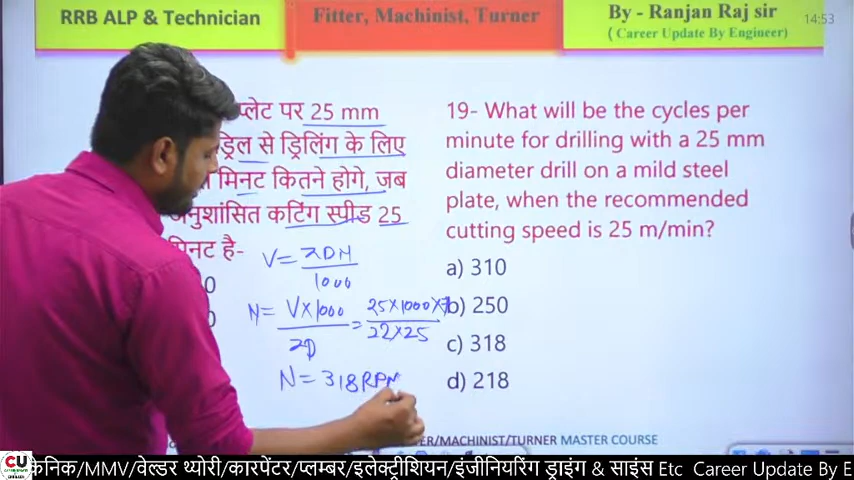 RRB ALP & Technician
Fitter, Machinist, Turner
By - Ranjan Raj sir
( Career Update By Engineer)
14:53
प्लेट पर 25 mm
ड्रिल से ड्रिलिंग के लिए
मिनट कितने होगे, जब
अनुशांसित कटिंग स्पीड 25
मिनट है-
V = πDN
1000
N = V×1000 = 25×1000×7
πD 22×25
N = 318 RPM
19- What will be the cycles per
minute for drilling with a 25 mm
diameter drill on a mild steel
plate, when the recommended
cutting speed is 25 m/min?
a) 310
b) 250
c) 318
d) 218
ER/MACHINIST/TURNER MASTER COURSE
CU
केनिक/MMV/वेल्डर थ्योरी/कारपेंटर/प्लम्बर/इलेक्ट्रीशियन/इंजीनियरिंग ड्राइंग & साइंस Etc Career Update By E